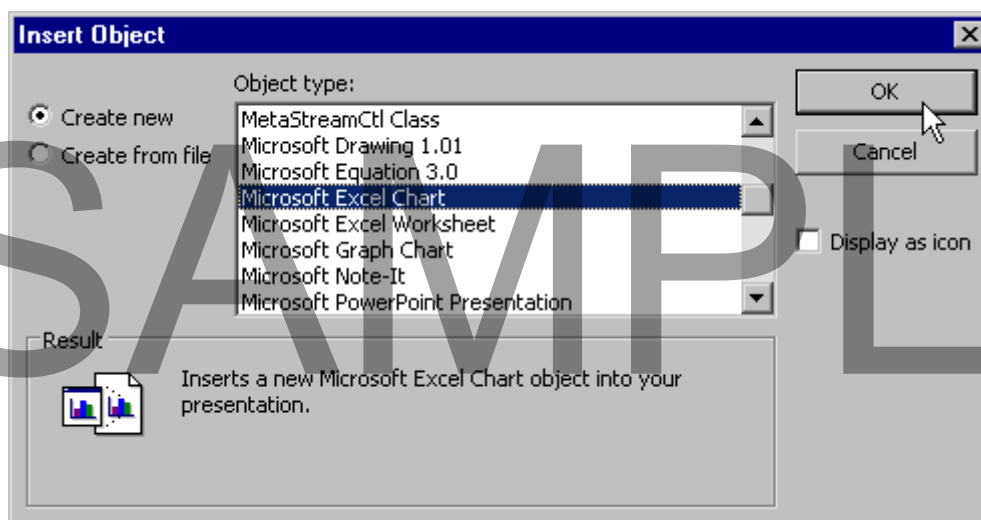 Insert Object
Object type:
Create new
Create from file
MetaStreamCtl Class
Microsoft Drawing 1.01
Microsoft Equation 3.0
Microsoft Excel Chart
Microsoft Excel Worksheet
Microsoft Graph Chart
Microsoft Note-It
Microsoft PowerPoint Presentation
OK
Cancel
Display as icon
Result
Inserts a new Microsoft Excel Chart object into your
presentation.
SAMPL